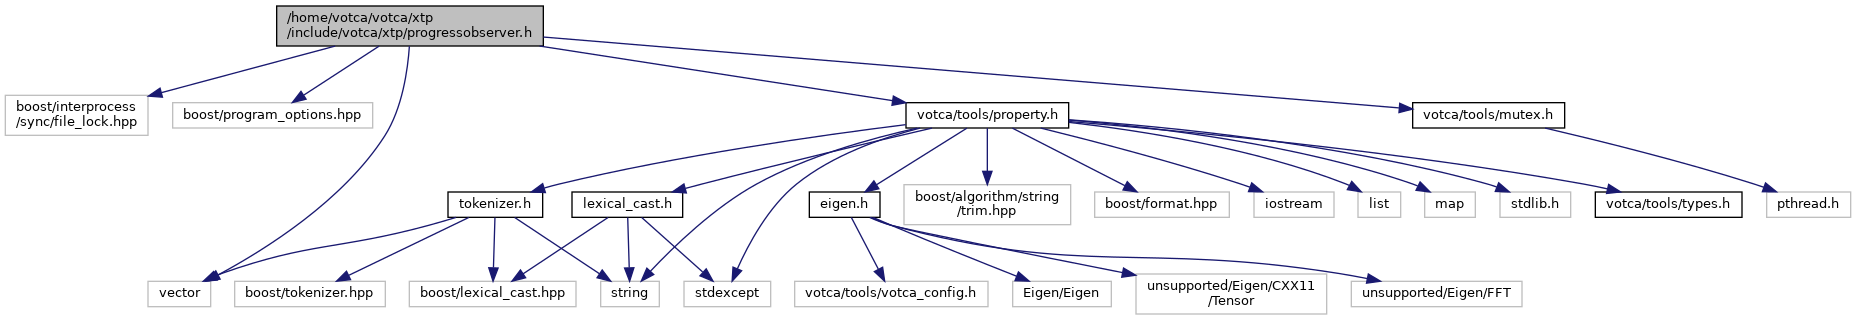 /home/votca/votca/xtp
/include/votca/xtp/progressobserver.h
boost/interprocess
/sync/file_lock.hpp
boost/program_options.hpp
votca/tools/property.h
votca/tools/mutex.h
tokenizer.h
lexical_cast.h
eigen.h
boost/algorithm/string
/trim.hpp
boost/format.hpp
iostream
list
map
stdlib.h
votca/tools/types.h
pthread.h
vector
boost/tokenizer.hpp
boost/lexical_cast.hpp
string
stdexcept
votca/tools/votca_config.h
Eigen/Eigen
unsupported/Eigen/CXX11
/Tensor
unsupported/Eigen/FFT